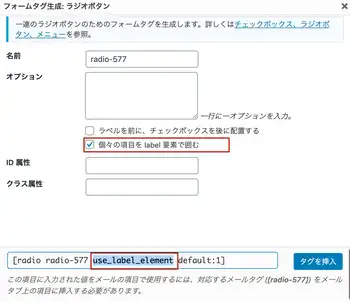 フォームタグ生成: ラジオボタン
一連のラジオボタンのためのフォームタグを生成します。詳しくはチェックボックス、ラジオボ
タン、メニューを参照。
名前
radio-577
オプション
一行に一オプションを入力。
ラベルを前に、チェックボックスを後に配置する
個々の項目を label 要素で囲む
ID 属性
クラス属性
[radio radio-577 use_label_element default:1]
タグを挿入
この項目に入力された値をメールの項目で使用するには、対応するメールタグ ([radio-577]) をメール
タブ上の項目に挿入する必要があります。